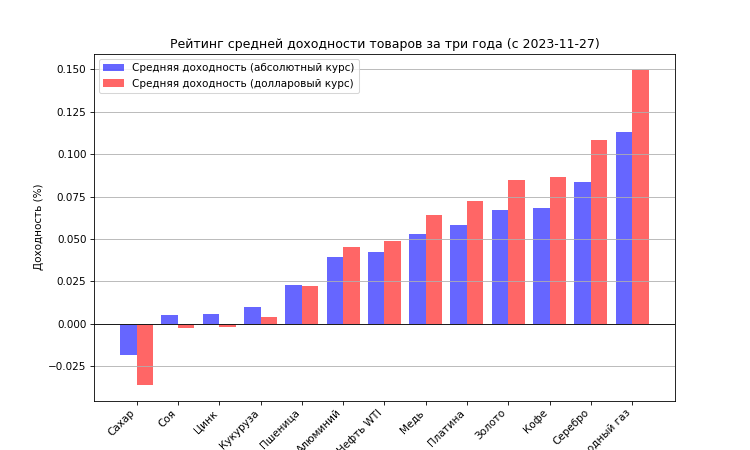 Рейтинг средней доходности товаров за три года (с 2023-11-27)
Средняя доходность (абсолютный курс)
Средняя доходность (долларовый курс)
Доходность (%)
0.150
0.125
0.100
0.075
0.050
0.025
0.000
−0.025
Сахар
Соя
Цинк
Кукуруза
Пшеница
Алюминий
Нефть WTI
Медь
Платина
Золото
Кофе
Серебро
газ